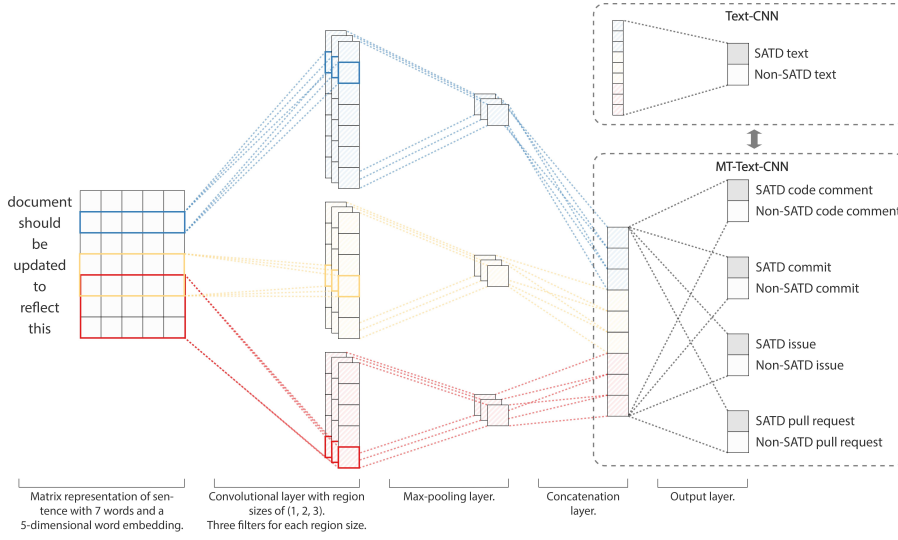 Text-CNN
SATD text
Non-SATD text
MT-Text-CNN
SATD code comment
Non-SATD code comment
SATD commit
Non-SATD commit
SATD issue
Non-SATD issue
SATD pull request
Non-SATD pull request
document
should
be
updated
to
reflect
this
Matrix representation of sen-
tence with 7 words and a
5-dimensional word embedding.
Convolutional layer with region
sizes of (1, 2, 3).
Three filters for each region size.
Max-pooling layer.
Concatenation
layer.
Output layer.